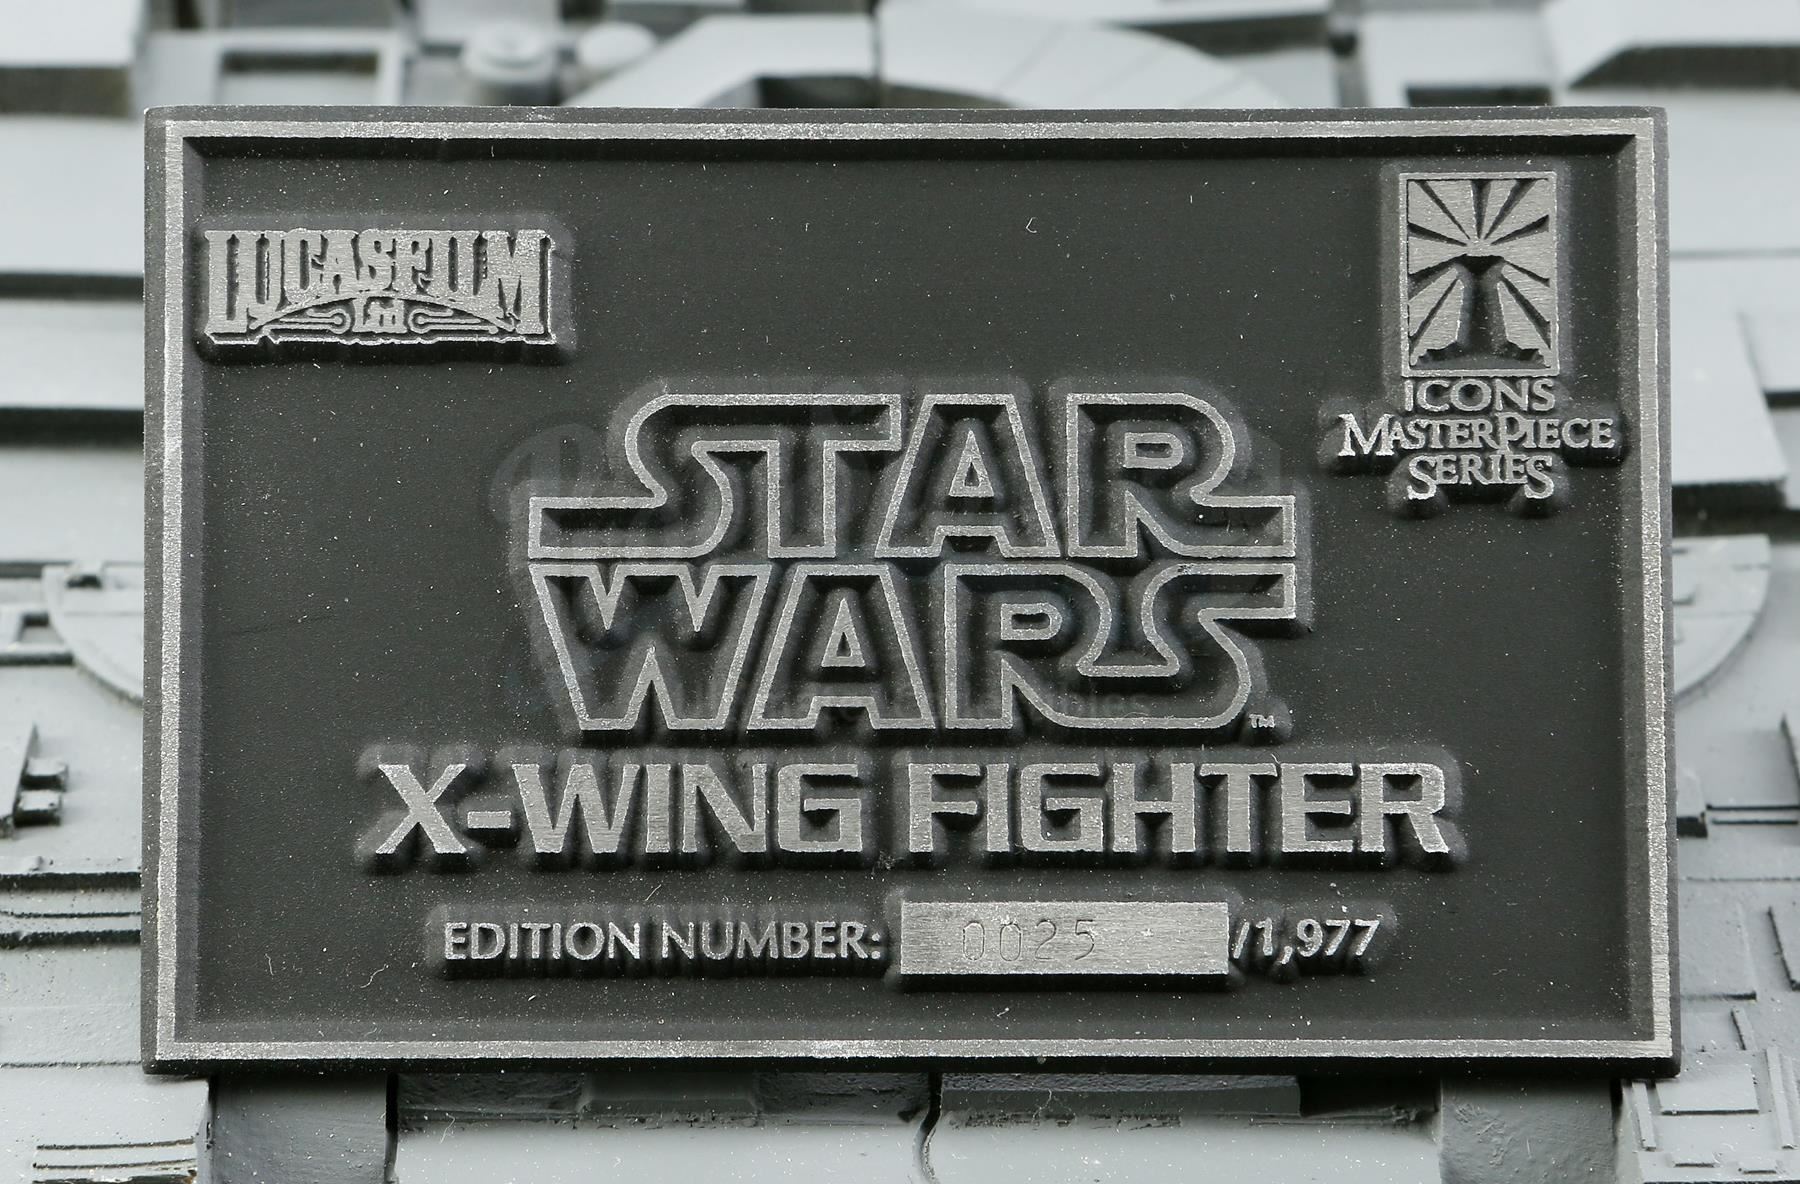 LUCASFILM
Ltd
ICONS
MASTERPIECE
SERIES
STAR
WARS
TM
X-WING FIGHTER
EDITION NUMBER: 0025 /1,977